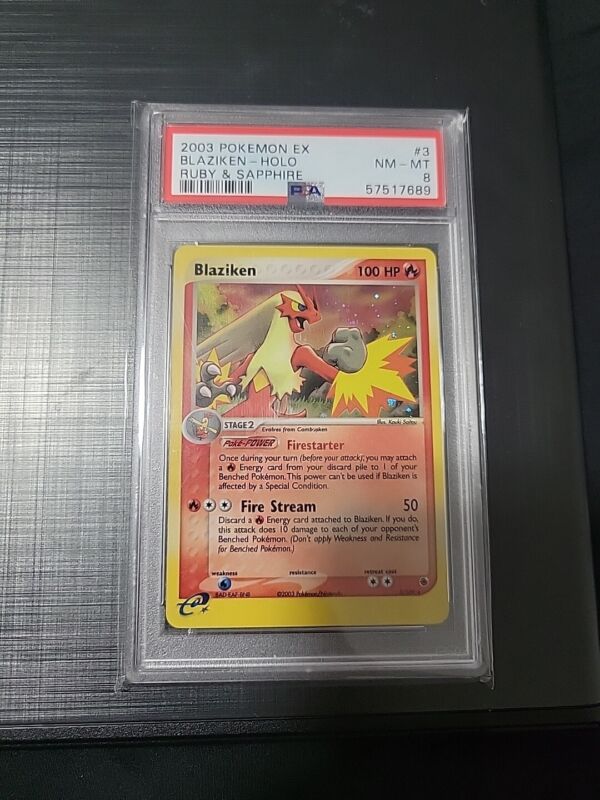 2003 POKEMON EX #3
BLAZIKEN - HOLO NM - MT
RUBY & SAPPHIRE 8
PSA 57517689
Blaziken 100 HP
Illus. Kouki Saitou
STAGE 2 Evolves from Combusken
Poké-POWER Firestarter
Once during your turn (before your attack), you may attach
a Energy card from your discard pile to 1 of your
Benched Pokémon. This power can't be used if Blaziken is
affected by a Special Condition.
Fire Stream 50
Discard a Energy card attached to Blaziken. If you do,
this attack does 10 damage to each of your opponent's
Benched Pokémon. (Don't apply Weakness and Resistance
for Benched Pokémon.)
weakness resistance retreat cost
©2003 Pokémon/Nintendo
e